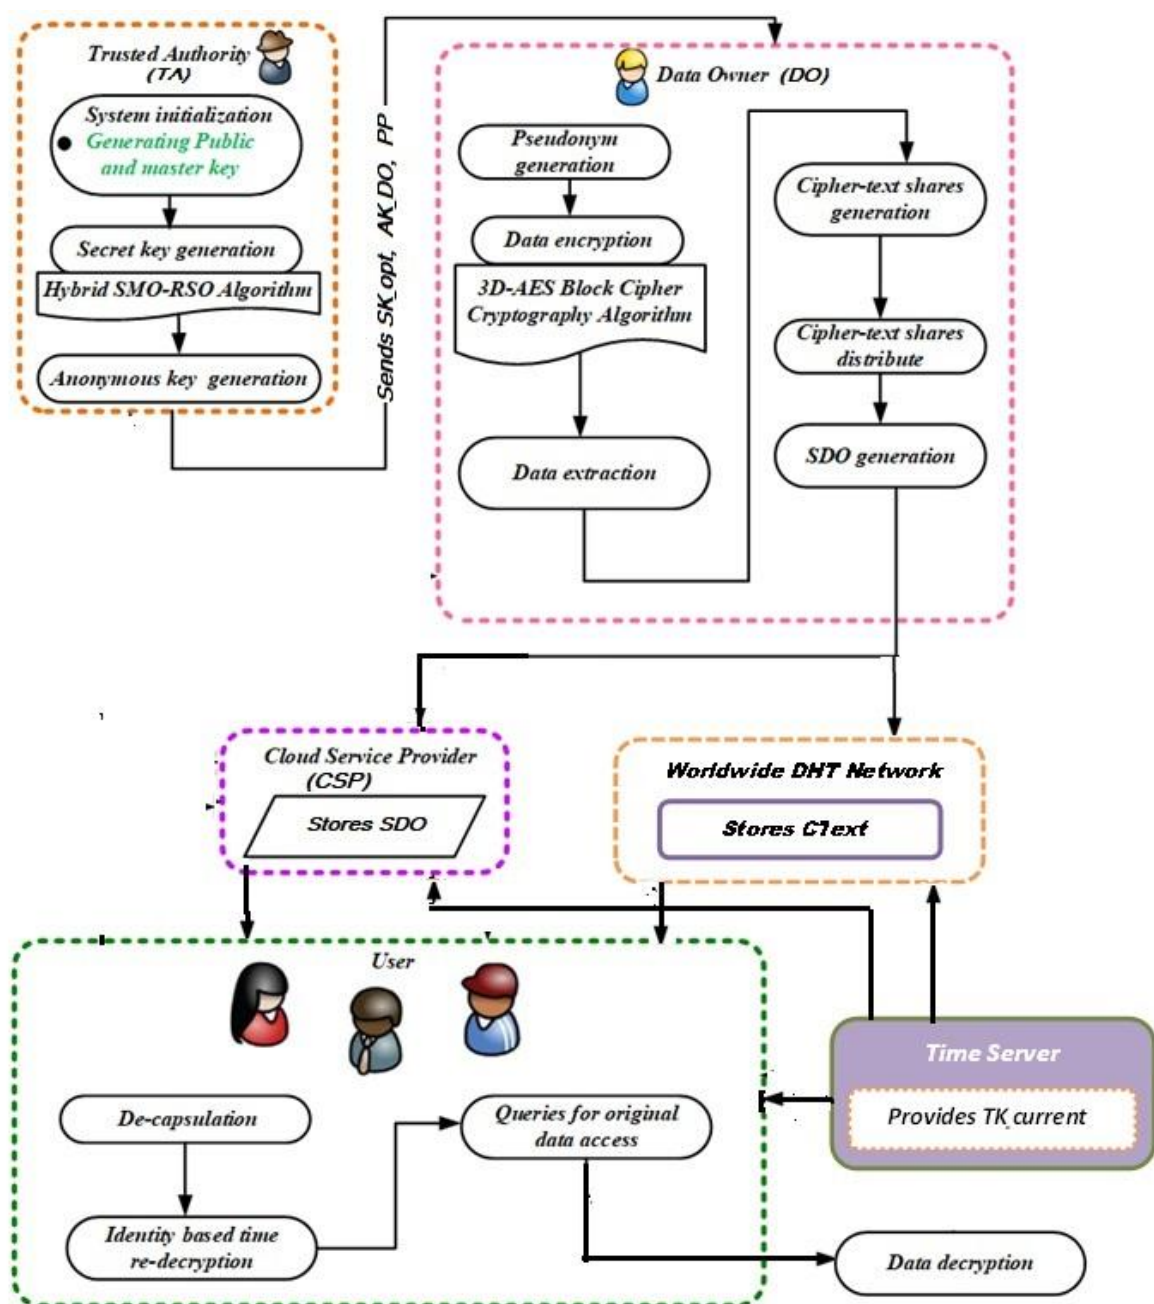 Trusted Authority
(TA)
System initialization
Generating Public
and master key
Secret key generation
Hybrid SMO-RSO Algorithm
Anonymous key generation
Sends SK_opt, AK_DO, PP
Data Owner (DO)
Pseudonym
generation
Data encryption
3D-AES Block Cipher
Cryptography Algorithm
Data extraction
Cipher-text shares
generation
Cipher-text shares
distribute
SDO generation
Cloud Service Provider
(CSP)
Stores SDO
Worldwide DHT Network
Stores CText
User
De-capsulation
Identity based time
re-decryption
Queries for original
data access
Time Server
Provides TK_current
Data decryption